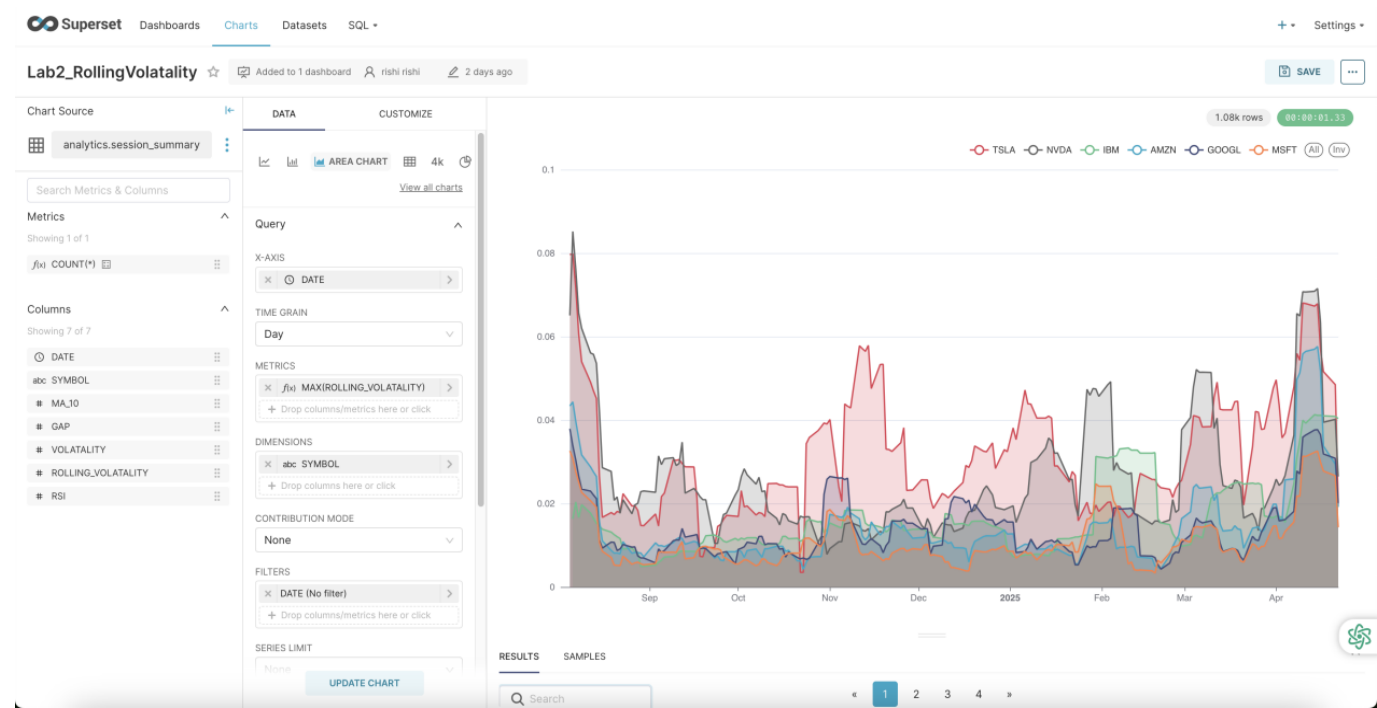 Superset Dashboards Charts Datasets SQL
+ Settings
Lab2_RollingVolatality Added to 1 dashboard rishi rishi 2 days ago SAVE ...
Chart Source
analytics.session_summary
Search Metrics & Columns
Metrics
Showing 1 of 1
f(x) COUNT(*)
Columns
Showing 7 of 7
DATE
abc SYMBOL
# MA_10
# GAP
# VOLATALITY
# ROLLING_VOLATALITY
# RSI
DATA CUSTOMIZE
AREA CHART 4k
View all charts
Query
X-AXIS
× DATE
TIME GRAIN
Day
METRICS
× f(x) MAX(ROLLING_VOLATALITY)
+ Drop columns/metrics here or click
DIMENSIONS
× abc SYMBOL
+ Drop columns here or click
CONTRIBUTION MODE
None
FILTERS
× DATE (No filter)
+ Drop columns/metrics here or click
SERIES LIMIT
None
UPDATE CHART
1.08k rows 00:00:01.33
TSLA NVDA IBM AMZN GOOGL MSFT All Inv
0.1
0.08
0.06
0.04
0.02
0
Sep Oct Nov Dec 2025 Feb Mar Apr
RESULTS SAMPLES
Search
« 1 2 3 4 »